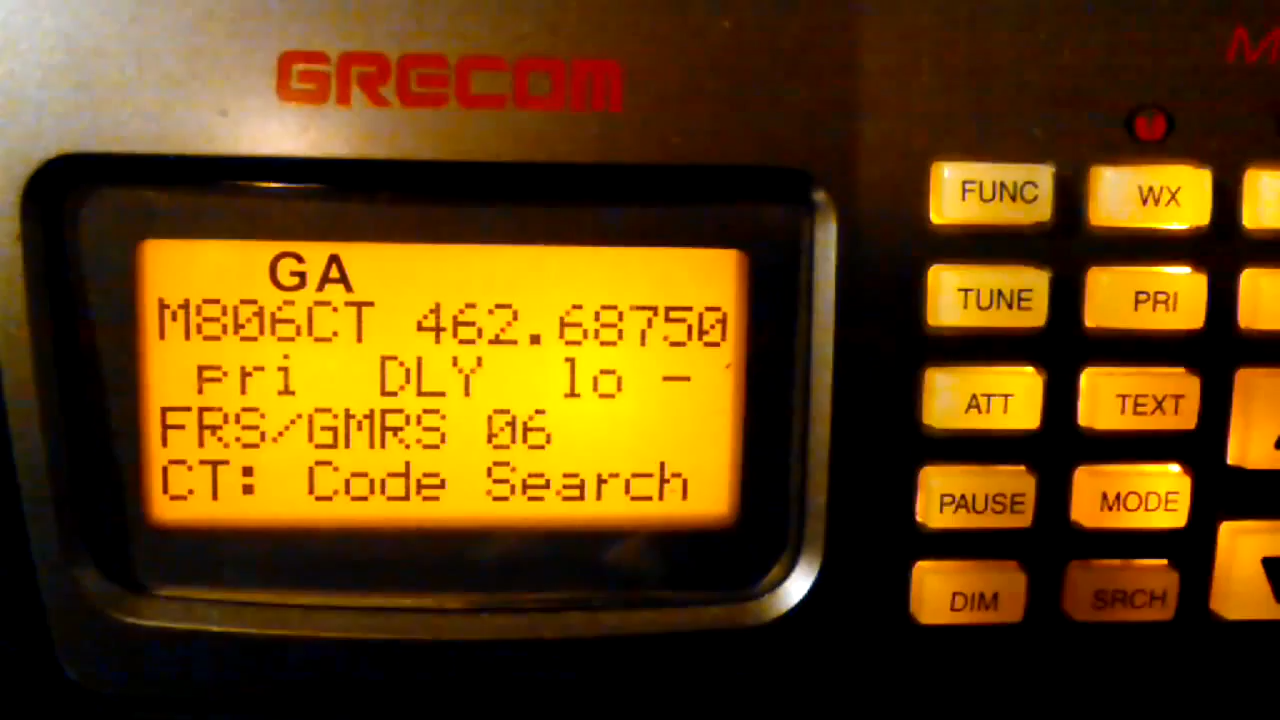 GRECOM
GA
M806CT 462.68750
pri DLY lo -
FRS/GMRS 06
CT: Code Search
FUNC WX
TUNE PRI
ATT TEXT
PAUSE MODE
DIM SRCH